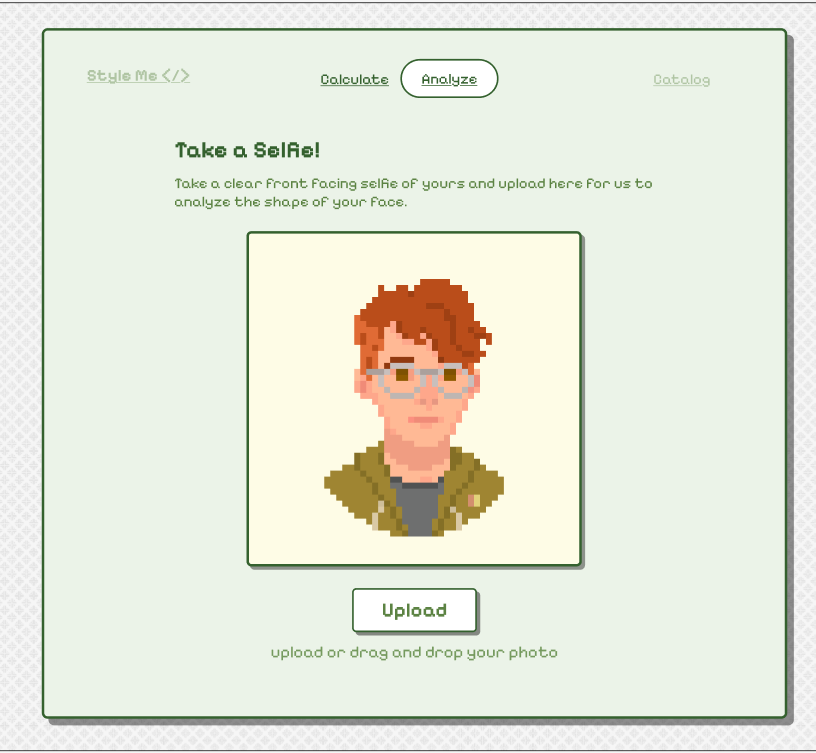 Style Me </>
Calculate
Analyze
Catalog
Take a Selfie!
Take a clear front facing selfie of yours and upload here for us to
analyze the shape of your face.
Upload
upload or drag and drop your photo